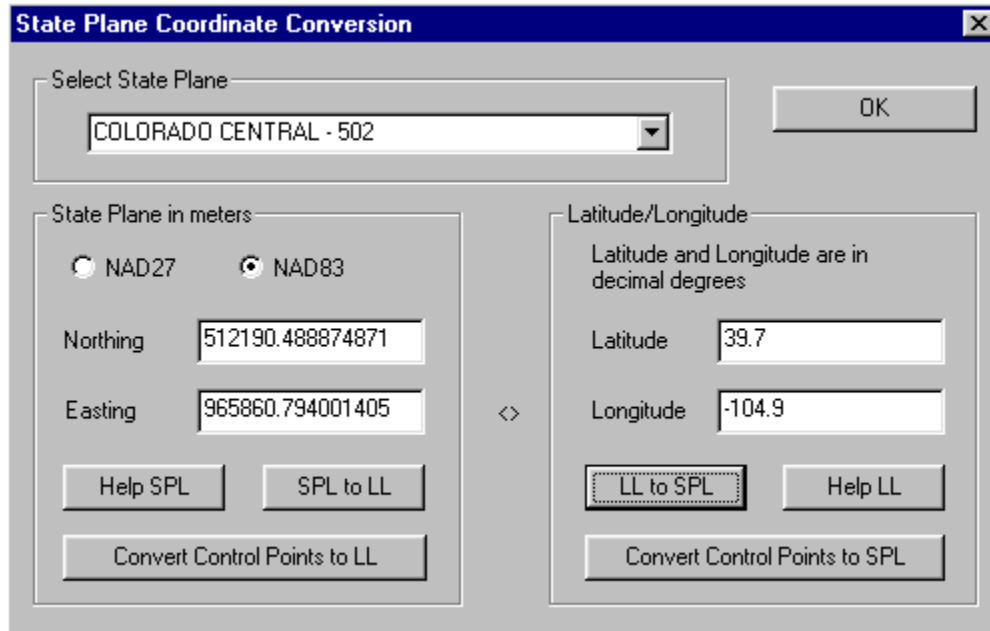 State Plane Coordinate Conversion
Select State Plane
COLORADO CENTRAL - 502
OK
State Plane in meters
NAD27
NAD83
Northing
512190.488874871
Easting
965860.794001405
Help SPL
SPL to LL
Convert Control Points to LL
<>
Latitude/Longitude
Latitude and Longitude are in
decimal degrees
Latitude
39.7
Longitude
-104.9
LL to SPL
Help LL
Convert Control Points to SPL